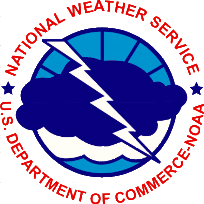 NATIONAL WEATHER SERVICE
U.S. DEPARTMENT OF COMMERCE-NOAA